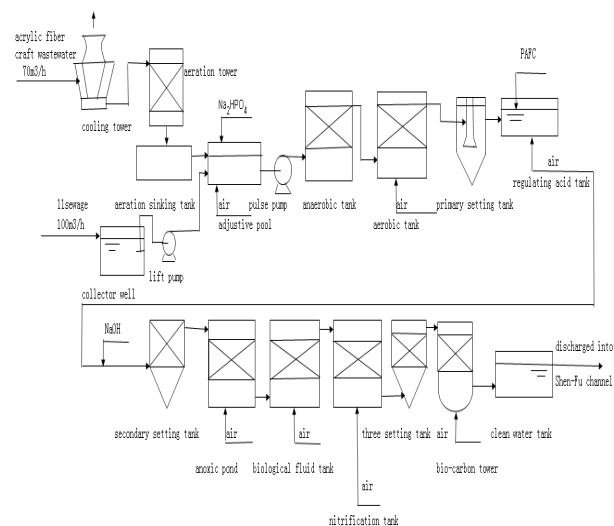 acrylic fiber
craft wastewater
70m3/h
cooling tower
aeration tower
Na2HPO4
PAFC
air
regulating acid tank
11sewage
100m3/h
aeration sinking tank
air
adjustive pool
pulse pump
anaerobic tank
air
aerobic tank
primary setting tank
lift pump
collector well
NaOH
discharged into
Shen-Fu channel
secondary setting tank
air
anoxic pond
air
biological fluid tank
air
nitrification tank
three setting tank
air
bio-carbon tower
clean water tank